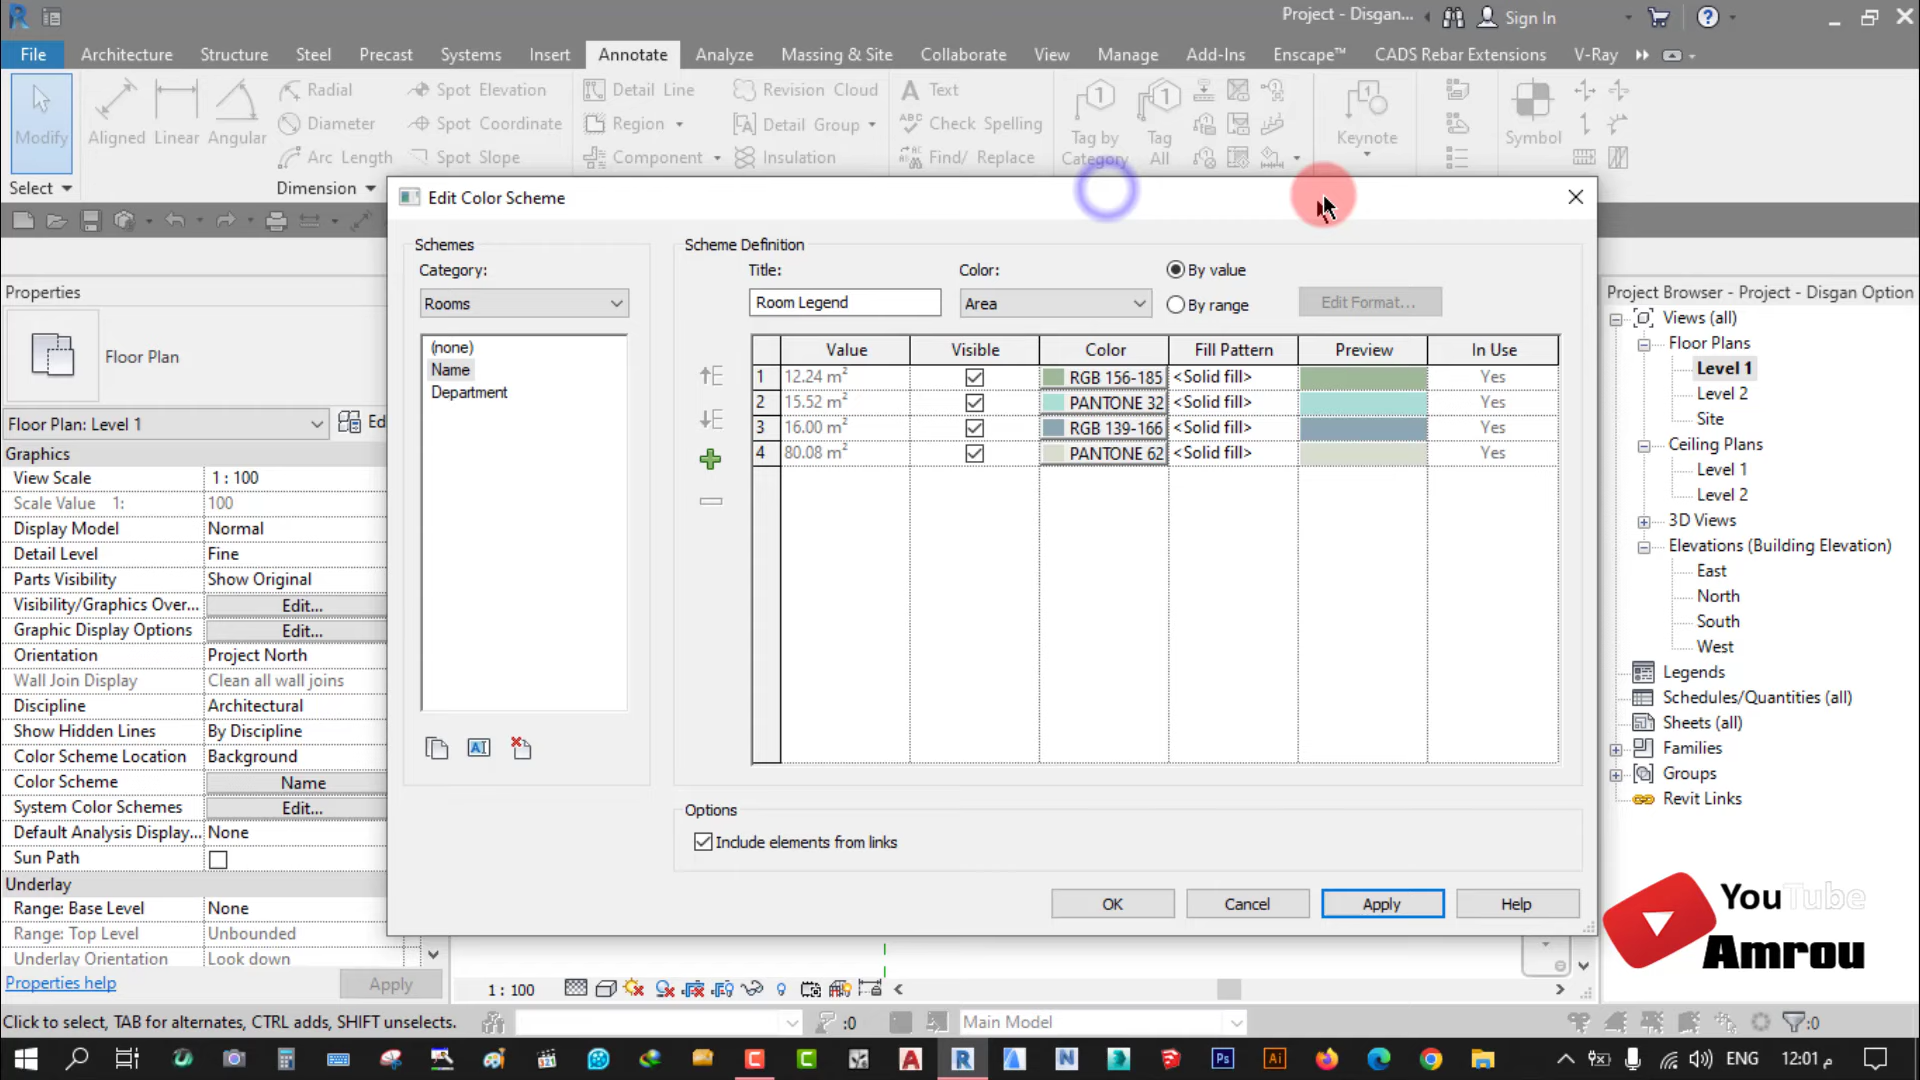 Project - Disgan...
Sign In
File
Architecture
Structure
Steel
Precast
Systems
Insert
Annotate
Analyze
Massing & Site
Collaborate
View
Manage
Add-Ins
Enscape™
CADS Rebar Extensions
V-Ray
Modify
Aligned
Linear
Angular
Radial
Diameter
Arc Length
Spot Elevation
Spot Coordinate
Spot Slope
Detail Line
Region
Component
Revision Cloud
Detail Group
Insulation
Text
Check Spelling
Find/ Replace
Tag by
Category
Tag
All
Keynote
Symbol
Select
Dimension
Edit Color Scheme
Schemes
Category:
Rooms
(none)
Name
Department
Scheme Definition
Title:
Room Legend
Color:
Area
By value
By range
Edit Format...
Value Visible Color Fill Pattern Preview In Use
1 12.24 m² RGB 156-185 <Solid fill> Yes
2 15.52 m² PANTONE 32 <Solid fill> Yes
3 16.00 m² RGB 139-166 <Solid fill> Yes
4 80.08 m² PANTONE 62 <Solid fill> Yes
Options
Include elements from links
OK
Cancel
Apply
Help
Properties
Floor Plan
Floor Plan: Level 1
Ed
Graphics
View Scale 1 : 100
Scale Value 1: 100
Display Model Normal
Detail Level Fine
Parts Visibility Show Original
Visibility/Graphics Over... Edit...
Graphic Display Options Edit...
Orientation Project North
Wall Join Display Clean all wall joins
Discipline Architectural
Show Hidden Lines By Discipline
Color Scheme Location Background
Color Scheme Name
System Color Schemes Edit...
Default Analysis Display... None
Sun Path
Underlay
Range: Base Level None
Range: Top Level Unbounded
Underlay Orientation Look down
Properties help
Apply
Project Browser - Project - Disgan Option
Views (all)
Floor Plans
Level 1
Level 2
Site
Ceiling Plans
Level 1
Level 2
3D Views
Elevations (Building Elevation)
East
North
South
West
Legends
Schedules/Quantities (all)
Sheets (all)
Families
Groups
Revit Links
YouTube
Amrou
1 : 100
Click to select, TAB for alternates, CTRL adds, SHIFT unselects.
:0
Main Model
:0
ENG
12:01 م